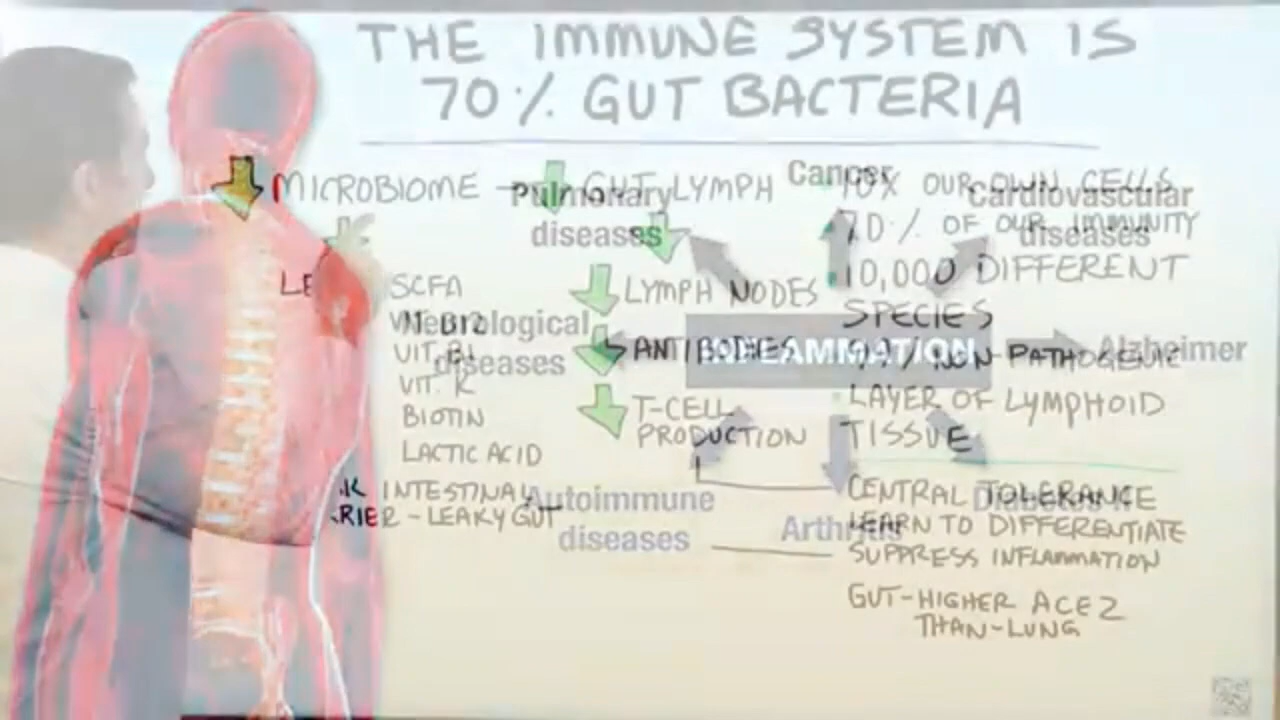 THE IMMUNE SYSTEM IS
70% GUT BACTERIA
MICROBIOME
GUT LYMPH
10X OUR OWN CELLS
70% OF OUR IMMUNITY
10,000 DIFFERENT
SPECIES
NON-PATHOGENIC
LAYER OF LYMPHOID
TISSUE
SCFA
VIT. B1
VIT. K
BIOTIN
LACTIC ACID
INTESTINAL
- LEAKY GUT
LYMPH NODES
ANTIBODIES
T-CELL
PRODUCTION
CENTRAL TOLERANCE
LEARN TO DIFFERENTIATE
SUPPRESS INFLAMMATION
GUT-HIGHER ACE2
THAN-LUNG
Pulmonary
diseases
Cancer
Cardiovascular
diseases
Neurological
diseases
INFLAMMATION
Alzheimer
Autoimmune
diseases
Arthritis
Diabetes II